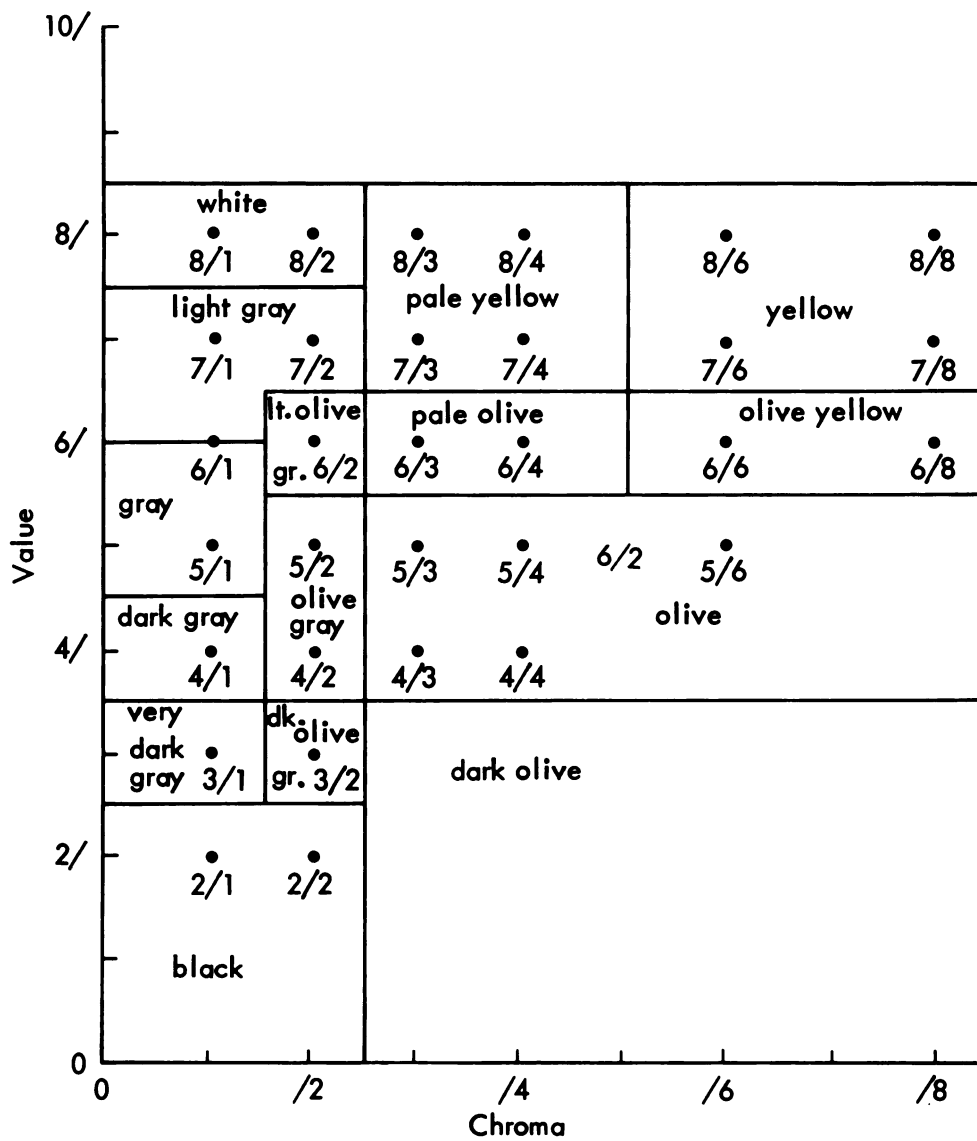 10/
white
8/
8/1 8/2 8/3 8/4 8/6 8/8
light gray pale yellow yellow
7/1 7/2 7/3 7/4 7/6 7/8
lt. olive pale olive olive yellow
6/
6/1 gr. 6/2 6/3 6/4 6/6 6/8
gray
Value
5/1 5/2 5/3 5/4 6/2 5/6
olive
dark gray gray olive
4/
4/1 4/2 4/3 4/4
very dk. olive
dark dark olive
gray 3/1 gr. 3/2
2/
2/1 2/2
black
0
0 /2 /4 /6 /8
Chroma